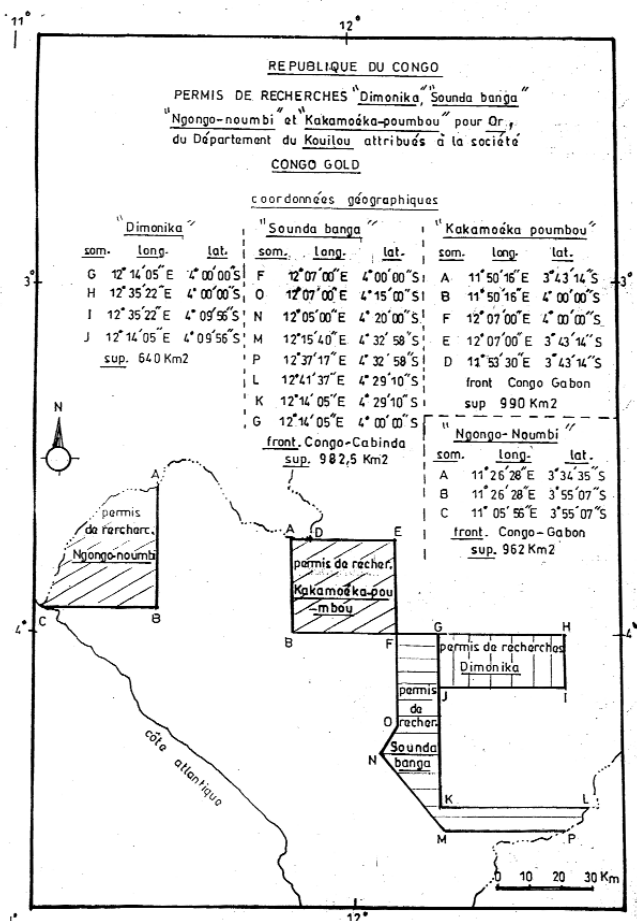 11°
12°
REPUBLIQUE DU CONGO
PERMIS DE RECHERCHES "Dimonika", "Sounda banga"
"Ngongo-noumbi" et "Kakamoéka-poumbou" pour Or,
du Département du Kouilou attribués à la société
CONGO GOLD
coordonnées géographiques
"Dimonika"
som. long. lat.
G 12°14'05"E 4°00'00"S
H 12°35'22"E 4°00'00"S
I 12°35'22"E 4°09'56"S
J 12°14'05"E 4°09'56"S
sup. 640 Km2
"Sounda banga"
som. Long. lat.
F 12°07'00"E 4°00'00"S
O 12°07'00"E 4°15'00"S
N 12°05'00"E 4°20'00"S
M 12°15'40"E 4°32'58"S
P 12°37'17"E 4°32'58"S
L 12°41'37"E 4°29'10"S
K 12°14'05"E 4°29'10"S
G 12°14'05"E 4°00'00"S
front. Congo-Cabinda
sup. 982,5 Km2
"Kakamoéka poumbou"
som. Long. lat.
A 11°50'16"E 3°43'14"S
B 11°50'16"E 4°00'00"S
F 12°07'00"E 4°00'00"S
E 12°07'00"E 3°43'14"S
D 11°53'30"E 3°43'14"S
front Congo Gabon
sup 990 Km2
"Ngongo-Noumbi"
som. long. lat.
A 11°26'28"E 3°34'35"S
B 11°26'28"E 3°55'07"S
C 11°05'56"E 3°55'07"S
front. Congo-Gabon
sup. 962 Km2
3°
3°
N
A
permis
de rercherc.
Ngongo-noumbi
C
B
A
D
E
permis de recher.
Kakamoéka-pou
-mbou
B
F
4°
4°
G
H
permis de recherches
Dimonika
J
I
permis
de
recher.
O
N
Sounda
banga
K
L
M
P
côte
atlantique
0 10 20 30 Km
1°
12°